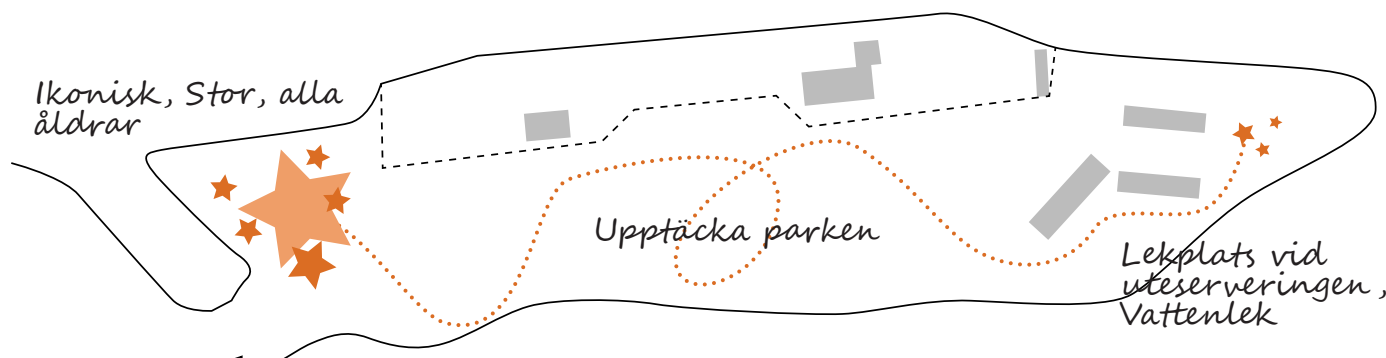 Ikonisk, Stor, alla
åldrar
Upptäcka parken
Lekplats vid
uteserveringen,
Vattenlek